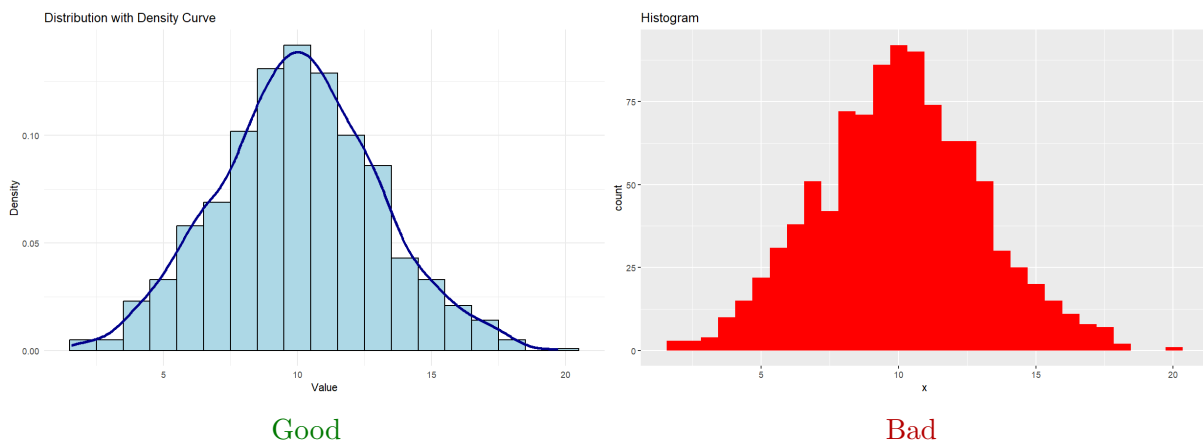 Distribution with Density Curve
0.10
0.05
0.00
Density
5 10 15 20
Value
Good
Histogram
75
50
25
0
count
5 10 15 20
x
Bad